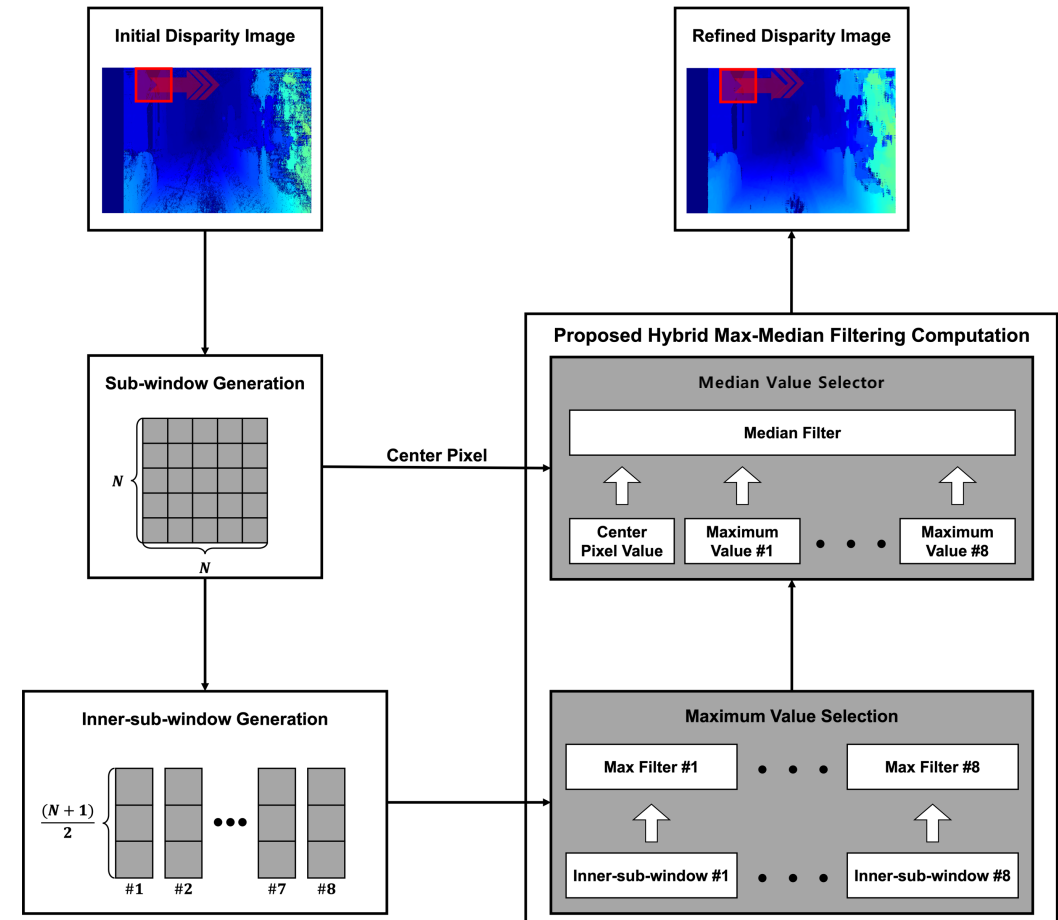 Initial Disparity Image
Refined Disparity Image
Sub-window Generation
N
N
Center Pixel
Proposed Hybrid Max-Median Filtering Computation
Median Value Selector
Median Filter
Center
Pixel Value
Maximum
Value #1
Maximum
Value #8
Inner-sub-window Generation
(N + 1)
2
#1 #2 #7 #8
Maximum Value Selection
Max Filter #1
Max Filter #8
Inner-sub-window #1
Inner-sub-window #8